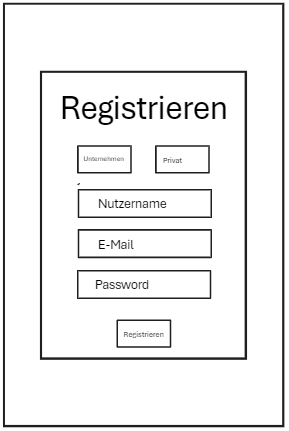 Registrieren
Unternehmen Privat
Nutzername
E-Mail
Password
Registrieren